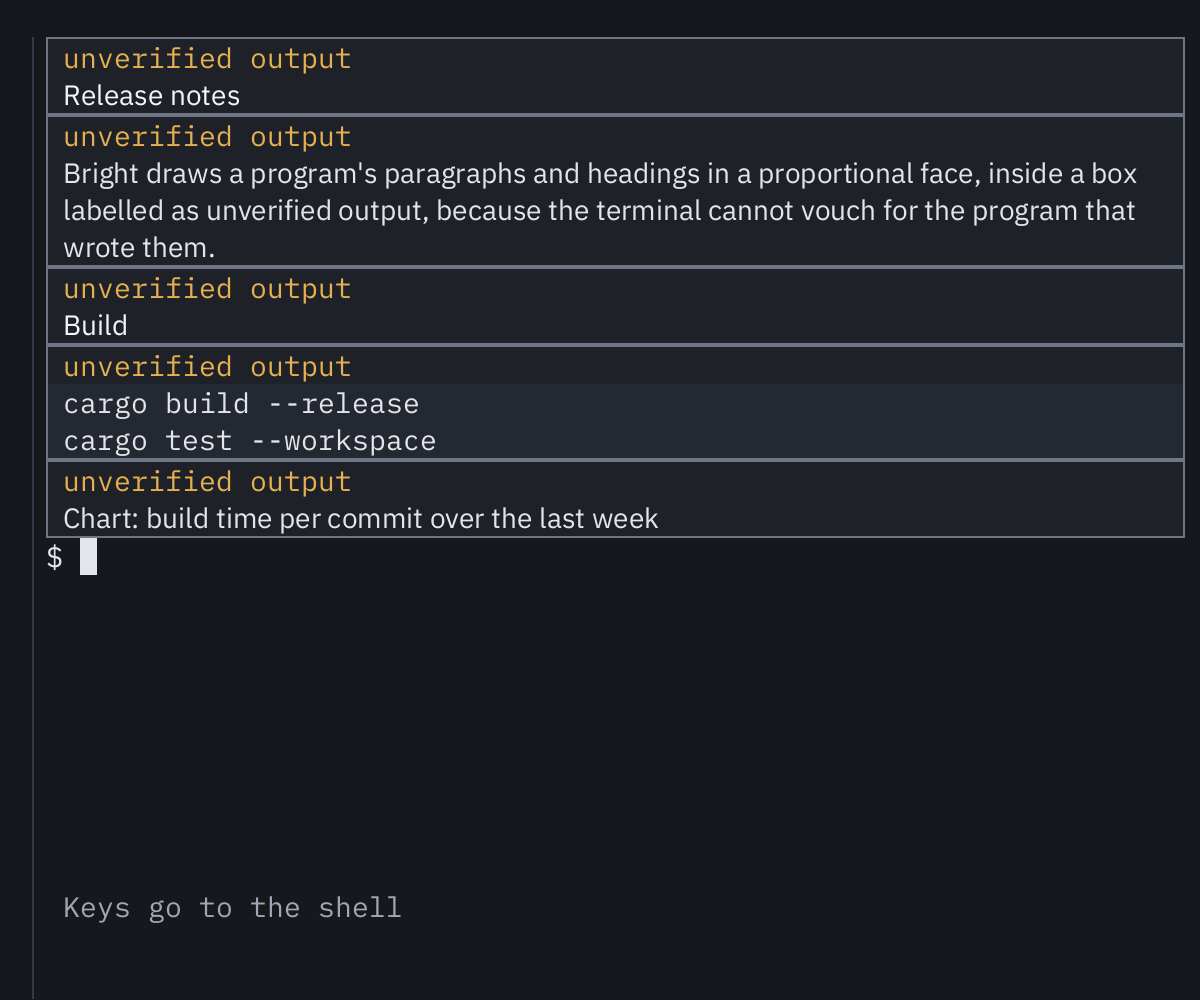 unverified output
Release notes
unverified output
Bright draws a program's paragraphs and headings in a proportional face, inside a box
labelled as unverified output, because the terminal cannot vouch for the program that
wrote them.
unverified output
Build
unverified output
cargo build --release
cargo test --workspace
unverified output
Chart: build time per commit over the last week
$
Keys go to the shell